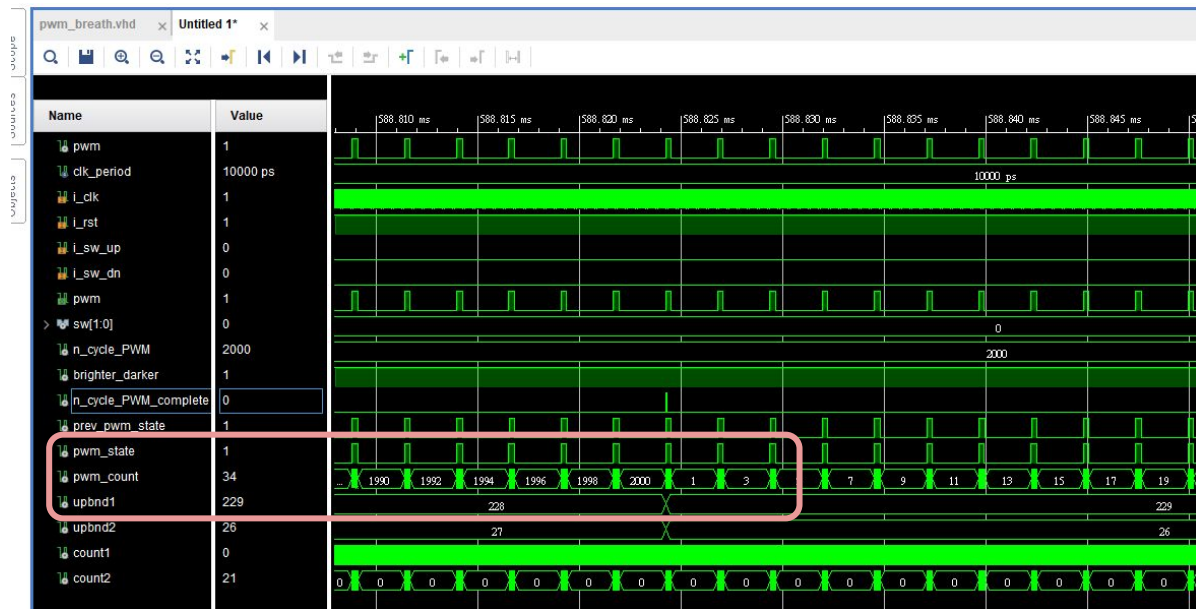 pwm_breath.vhd × Untitled 1* ×
Scope
Sources
Objects
Name Value
588.810 ms 588.815 ms 588.820 ms 588.825 ms 588.830 ms 588.835 ms 588.840 ms 588.845 ms 5
pwm 1
clk_period 10000 ps 10000 ps
i_clk 1
i_rst 1
i_sw_up 0
i_sw_dn 0
pwm 1
sw[1:0] 0 0
n_cycle_PWM 2000 2000
brighter_darker 1
n_cycle_PWM_complete 0
prev_pwm_state 1
pwm_state 1
pwm_count 34 ... 1990 1992 1994 1996 1998 2000 1 3 7 9 11 13 15 17 19
upbnd1 229 228 229
upbnd2 26 27 26
count1 0
count2 21 0 0 0 0 0 0 0 0 0 0 0 0 0 0 0 0 0